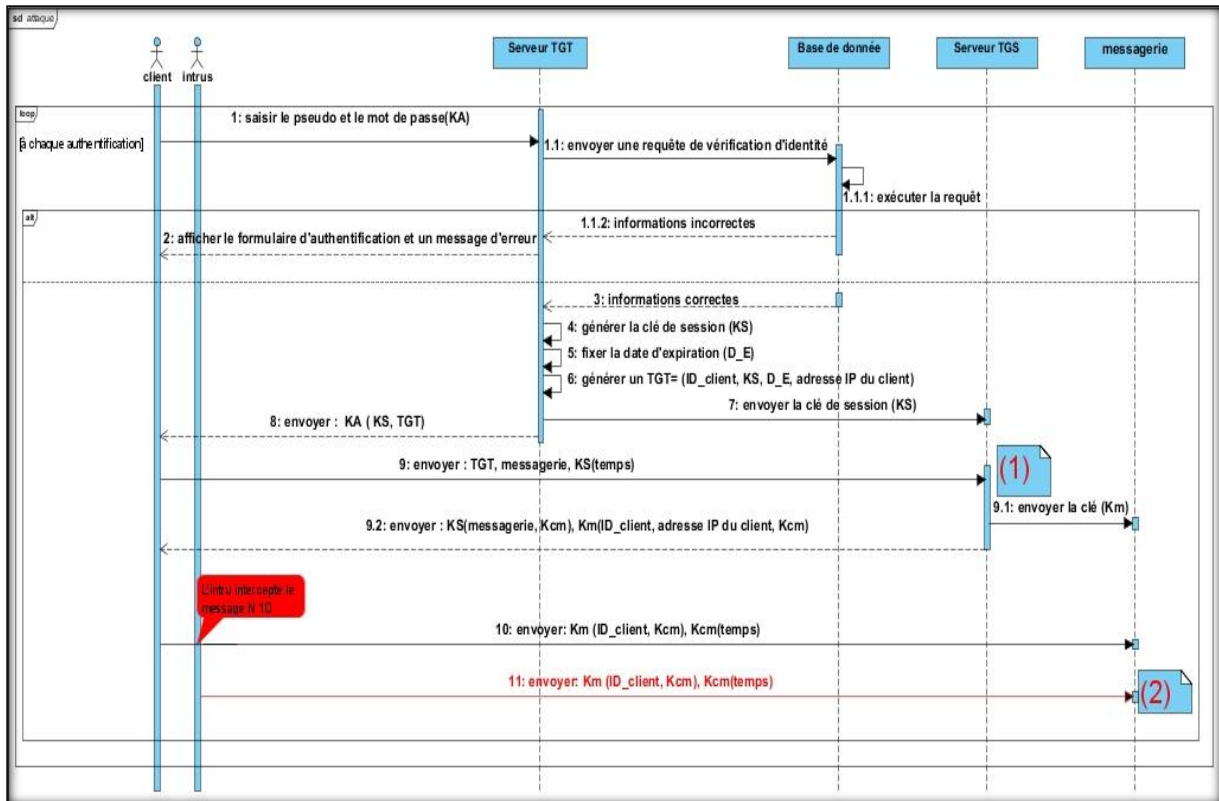 sd attaque
client
intrus
Serveur TGT
Base de donnée
Serveur TGS
messagerie
loop
[à chaque authentification]
1: saisir le pseudo et le mot de passe(KA)
1.1: envoyer une requête de vérification d'identité
1.1.1: exécuter la requêt
alt
1.1.2: informations incorrectes
2: afficher le formulaire d'authentification et un message d'erreur
3: informations correctes
4: générer la clé de session (KS)
5: fixer la date d'expiration (D_E)
6: générer un TGT= (ID_client, KS, D_E, adresse IP du client)
7: envoyer la clé de session (KS)
8: envoyer : KA ( KS, TGT)
9: envoyer : TGT, messagerie, KS(temps)
(1)
9.1: envoyer la clé (Km)
9.2: envoyer : KS(messagerie, Kcm), Km(ID_client, adresse IP du client, Kcm)
L'intru intercepte le
message N 10
10: envoyer: Km (ID_client, Kcm), Kcm(temps)
11: envoyer: Km (ID_client, Kcm), Kcm(temps)
(2)